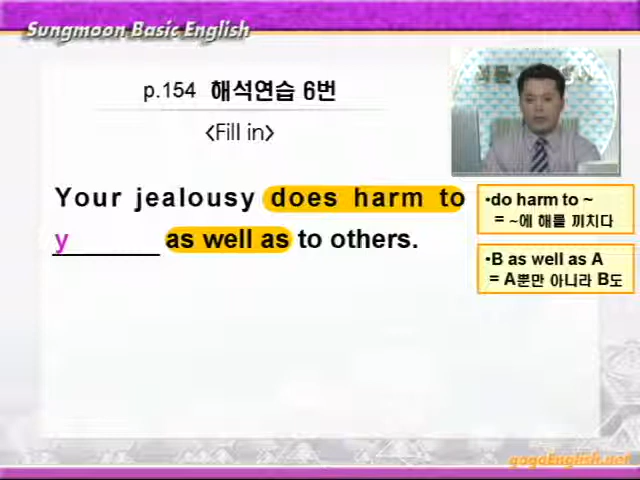 Sungmoon Basic English
p.154 해석연습 6번
<Fill in>
Your jealousy does harm to
y________ as well as to others.
•do harm to ~
= ~에 해를 끼치다
•B as well as A
= A뿐만 아니라 B도
gogoEnglish.net